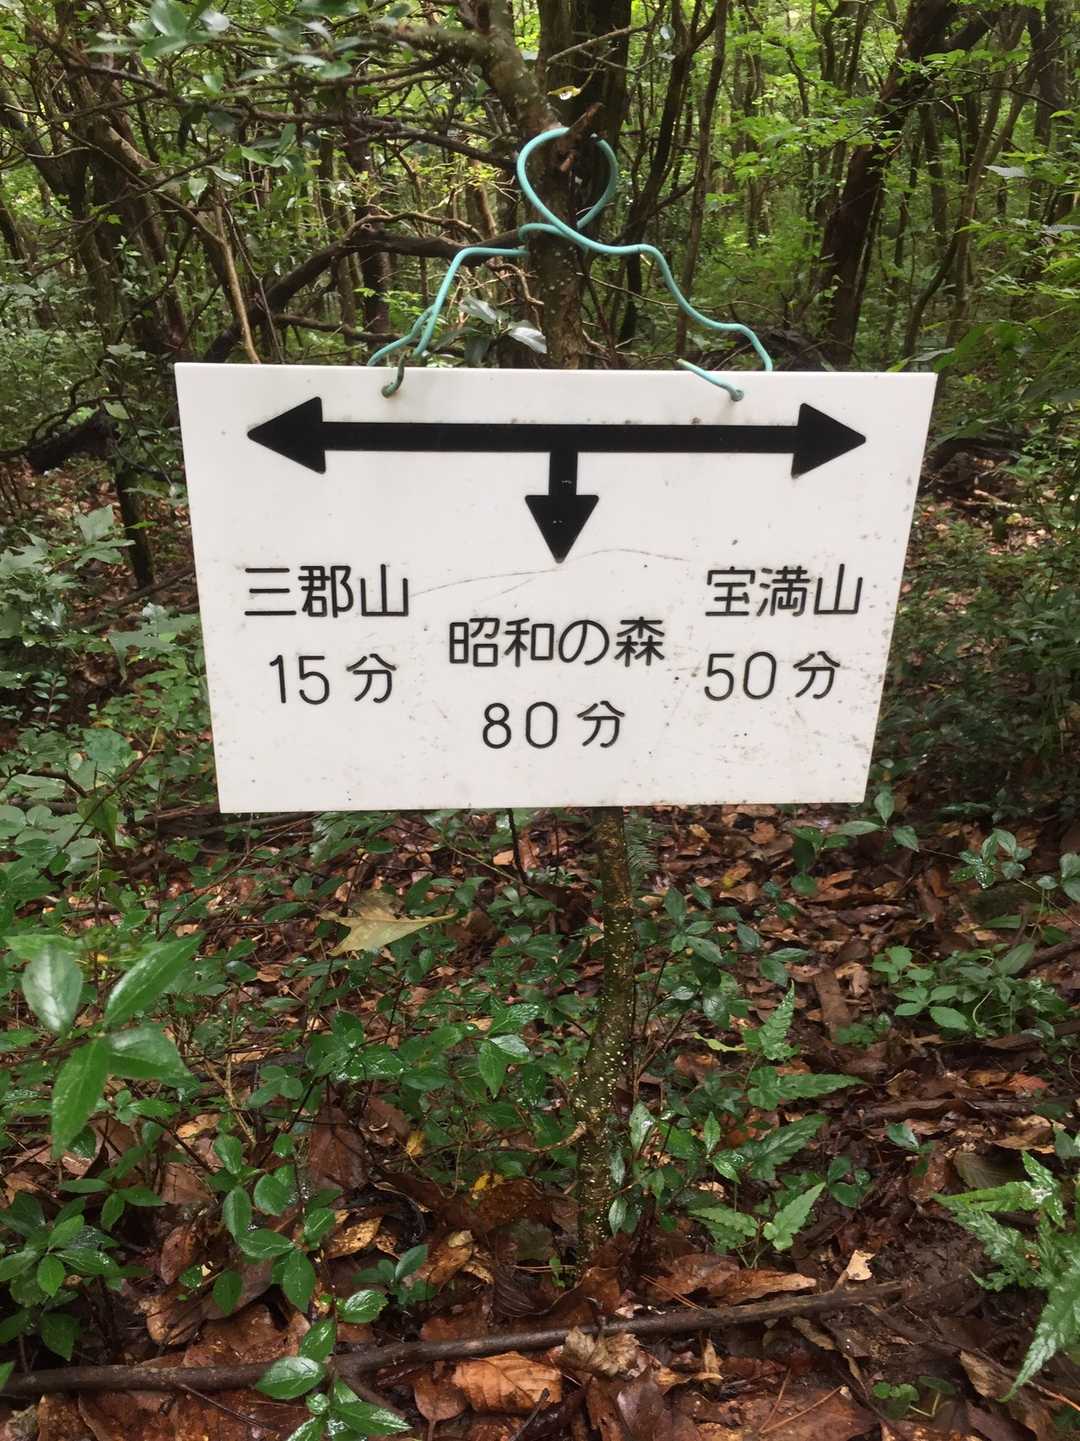 三郡山
15分
昭和の森
80分
宝満山
50分